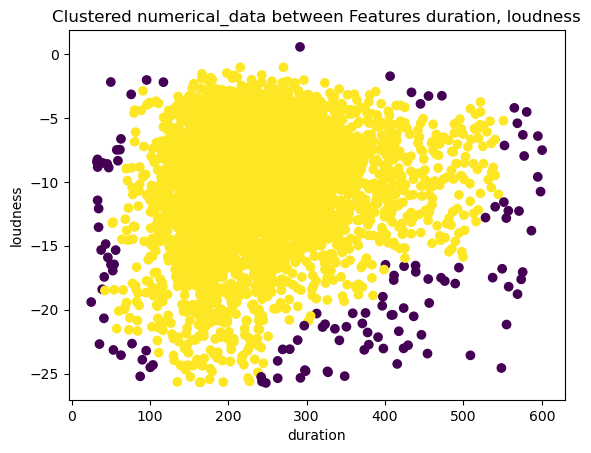 Clustered numerical_data between Features duration, loudness
0
−5
−10
−15
−20
−25
loudness
0 100 200 300 400 500 600
duration